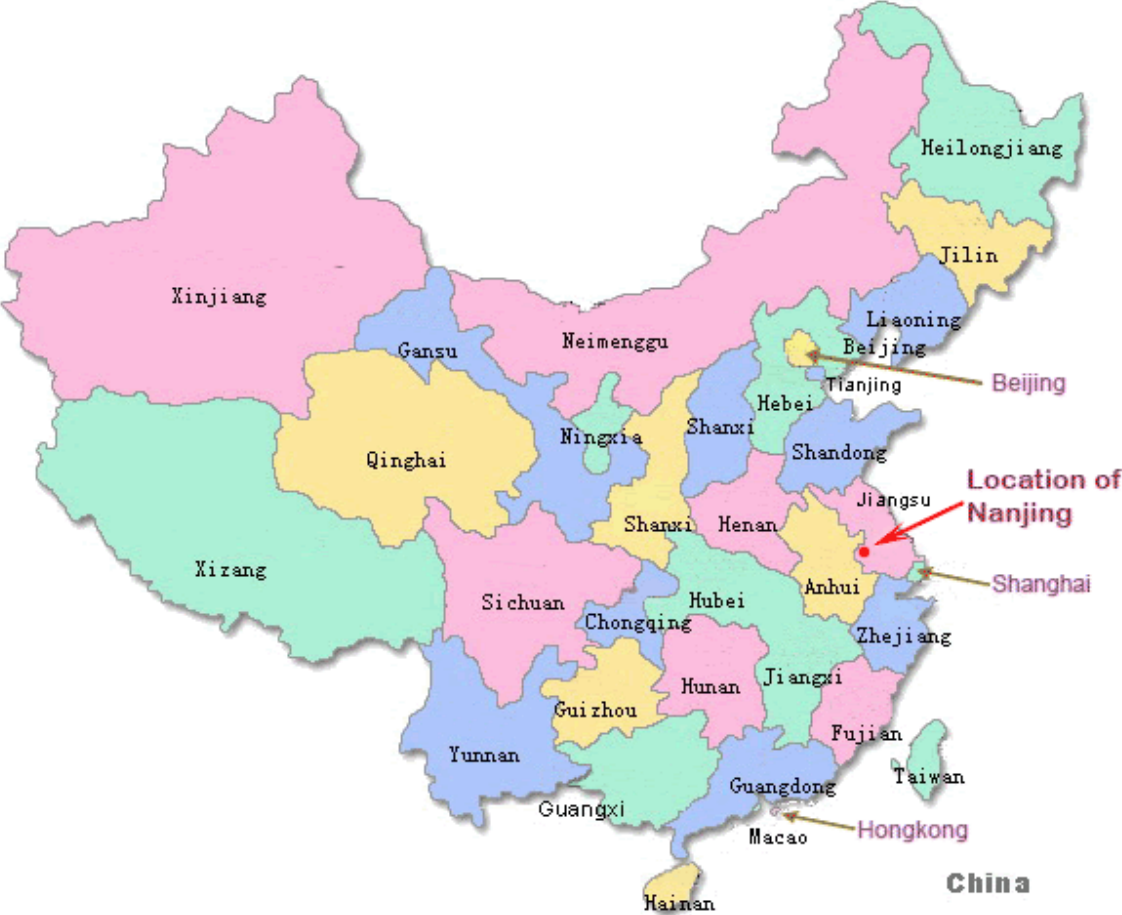 Heilongjiang
Jilin
Xinjiang
Liaoning
Neimenggu
Gansu
Beijing
Beijing
Tianjing
Hebei
Shanxi
Ningxia
Shandong
Qinghai
Location of
Nanjing
Jiangsu
Shanxi
Henan
Xizang
Shanghai
Anhui
Sichuan
Hubei
Chongqing
Zhejiang
Jiangxi
Hunan
Guizhou
Fujian
Yunnan
Taiwan
Guangdong
Guangxi
Hongkong
Macao
China
Hainan